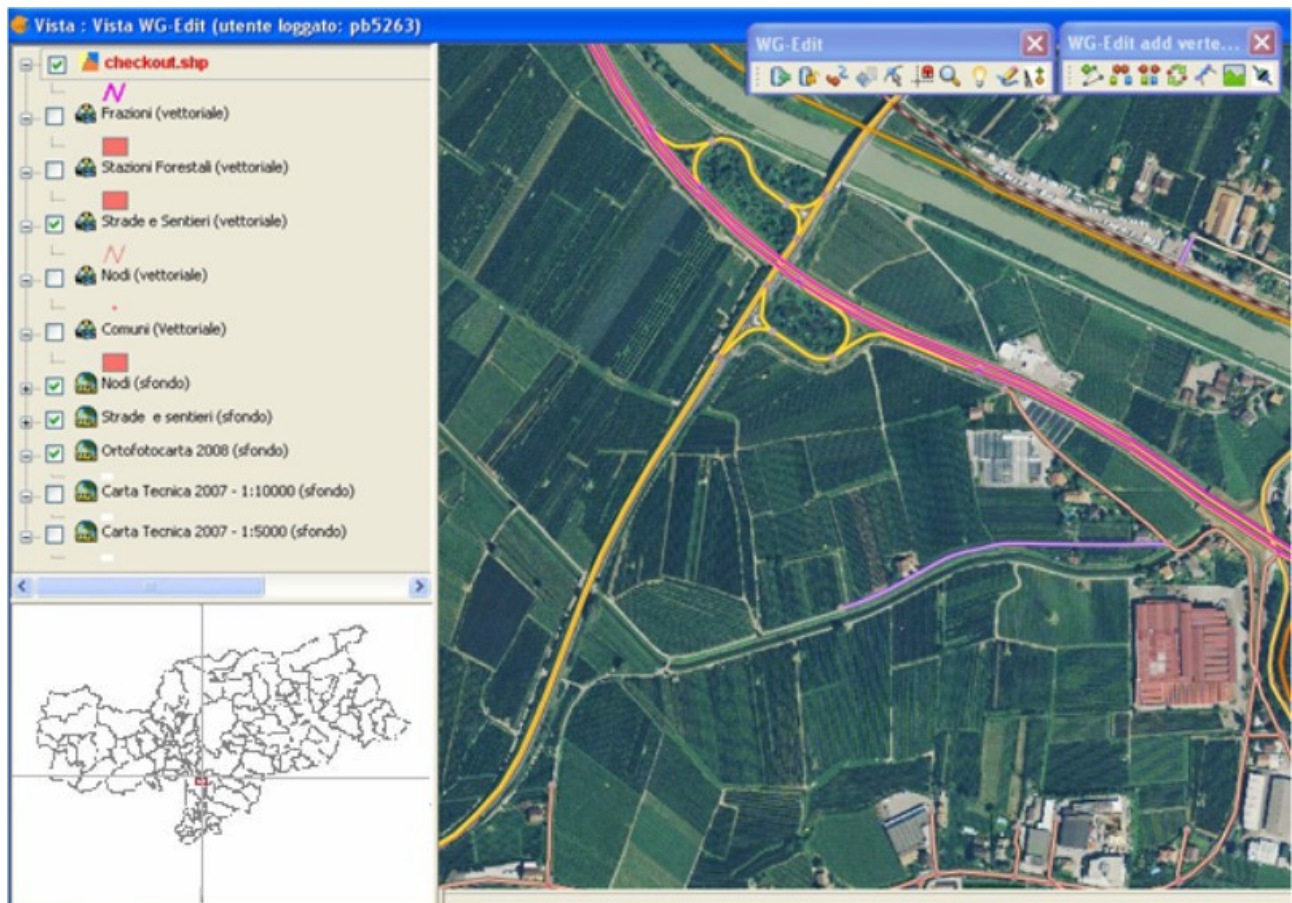 Vista : Vista WG-Edit (utente loggato: pb5263)
WG-Edit
WG-Edit add verte...
checkout.shp
Frazioni (vettoriale)
Stazioni Forestali (vettoriale)
Strade e Sentieri (vettoriale)
Nodi (vettoriale)
Comuni (Vettoriale)
Nodi (sfondo)
Strade e sentieri (sfondo)
Ortofotocarta 2008 (sfondo)
Carta Tecnica 2007 - 1:10000 (sfondo)
Carta Tecnica 2007 - 1:5000 (sfondo)